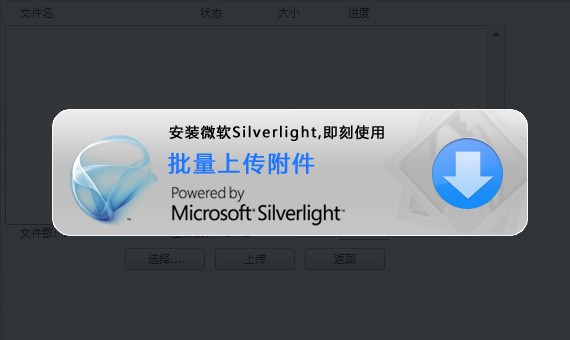 文件名 状态 大小 进度
安装微软Silverlight,即刻使用
批量上传附件
Powered by
Microsoft® Silverlight™
文件数:
选择... 上传 返回